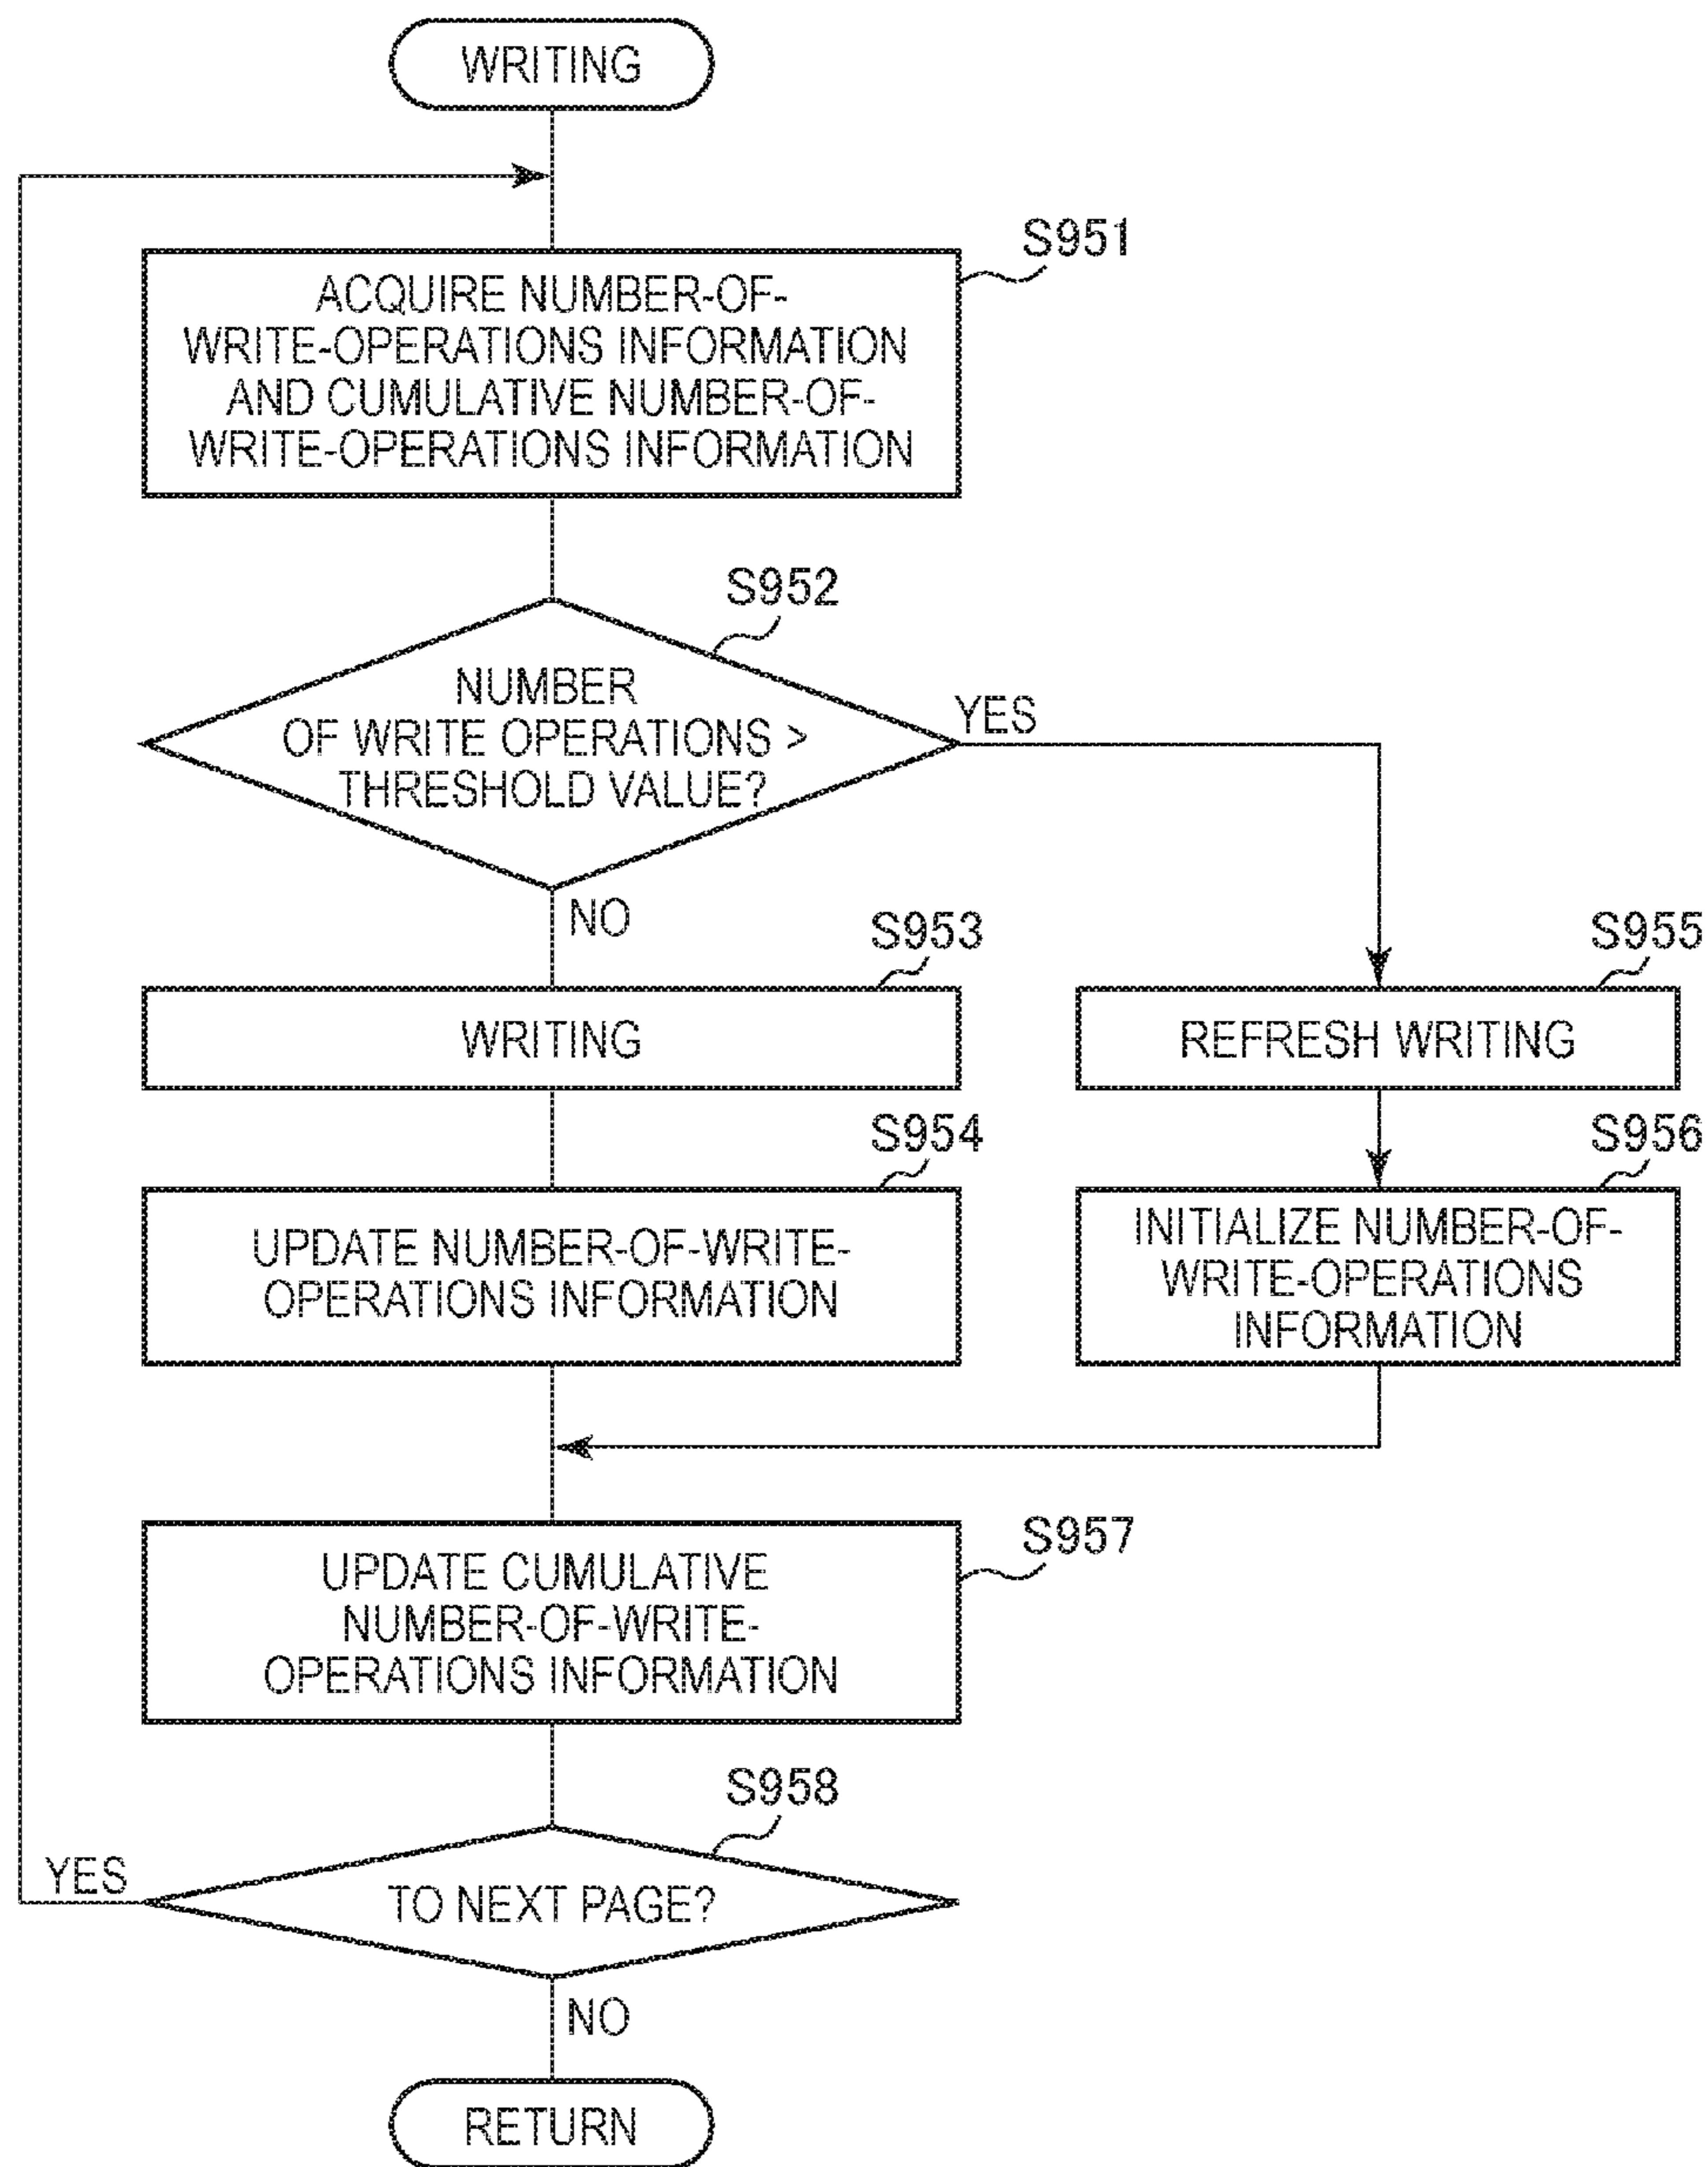 WRITING
S951
ACQUIRE NUMBER-OF-
WRITE-OPERATIONS INFORMATION
AND CUMULATIVE NUMBER-OF-
WRITE-OPERATIONS INFORMATION
S952
NUMBER
OF WRITE OPERATIONS >
THRESHOLD VALUE?
YES
NO
S953
WRITING
S954
UPDATE NUMBER-OF-WRITE-
OPERATIONS INFORMATION
S955
REFRESH WRITING
S956
INITIALIZE NUMBER-OF-
WRITE-OPERATIONS
INFORMATION
S957
UPDATE CUMULATIVE
NUMBER-OF-WRITE-
OPERATIONS INFORMATION
S958
TO NEXT PAGE?
YES
NO
RETURN